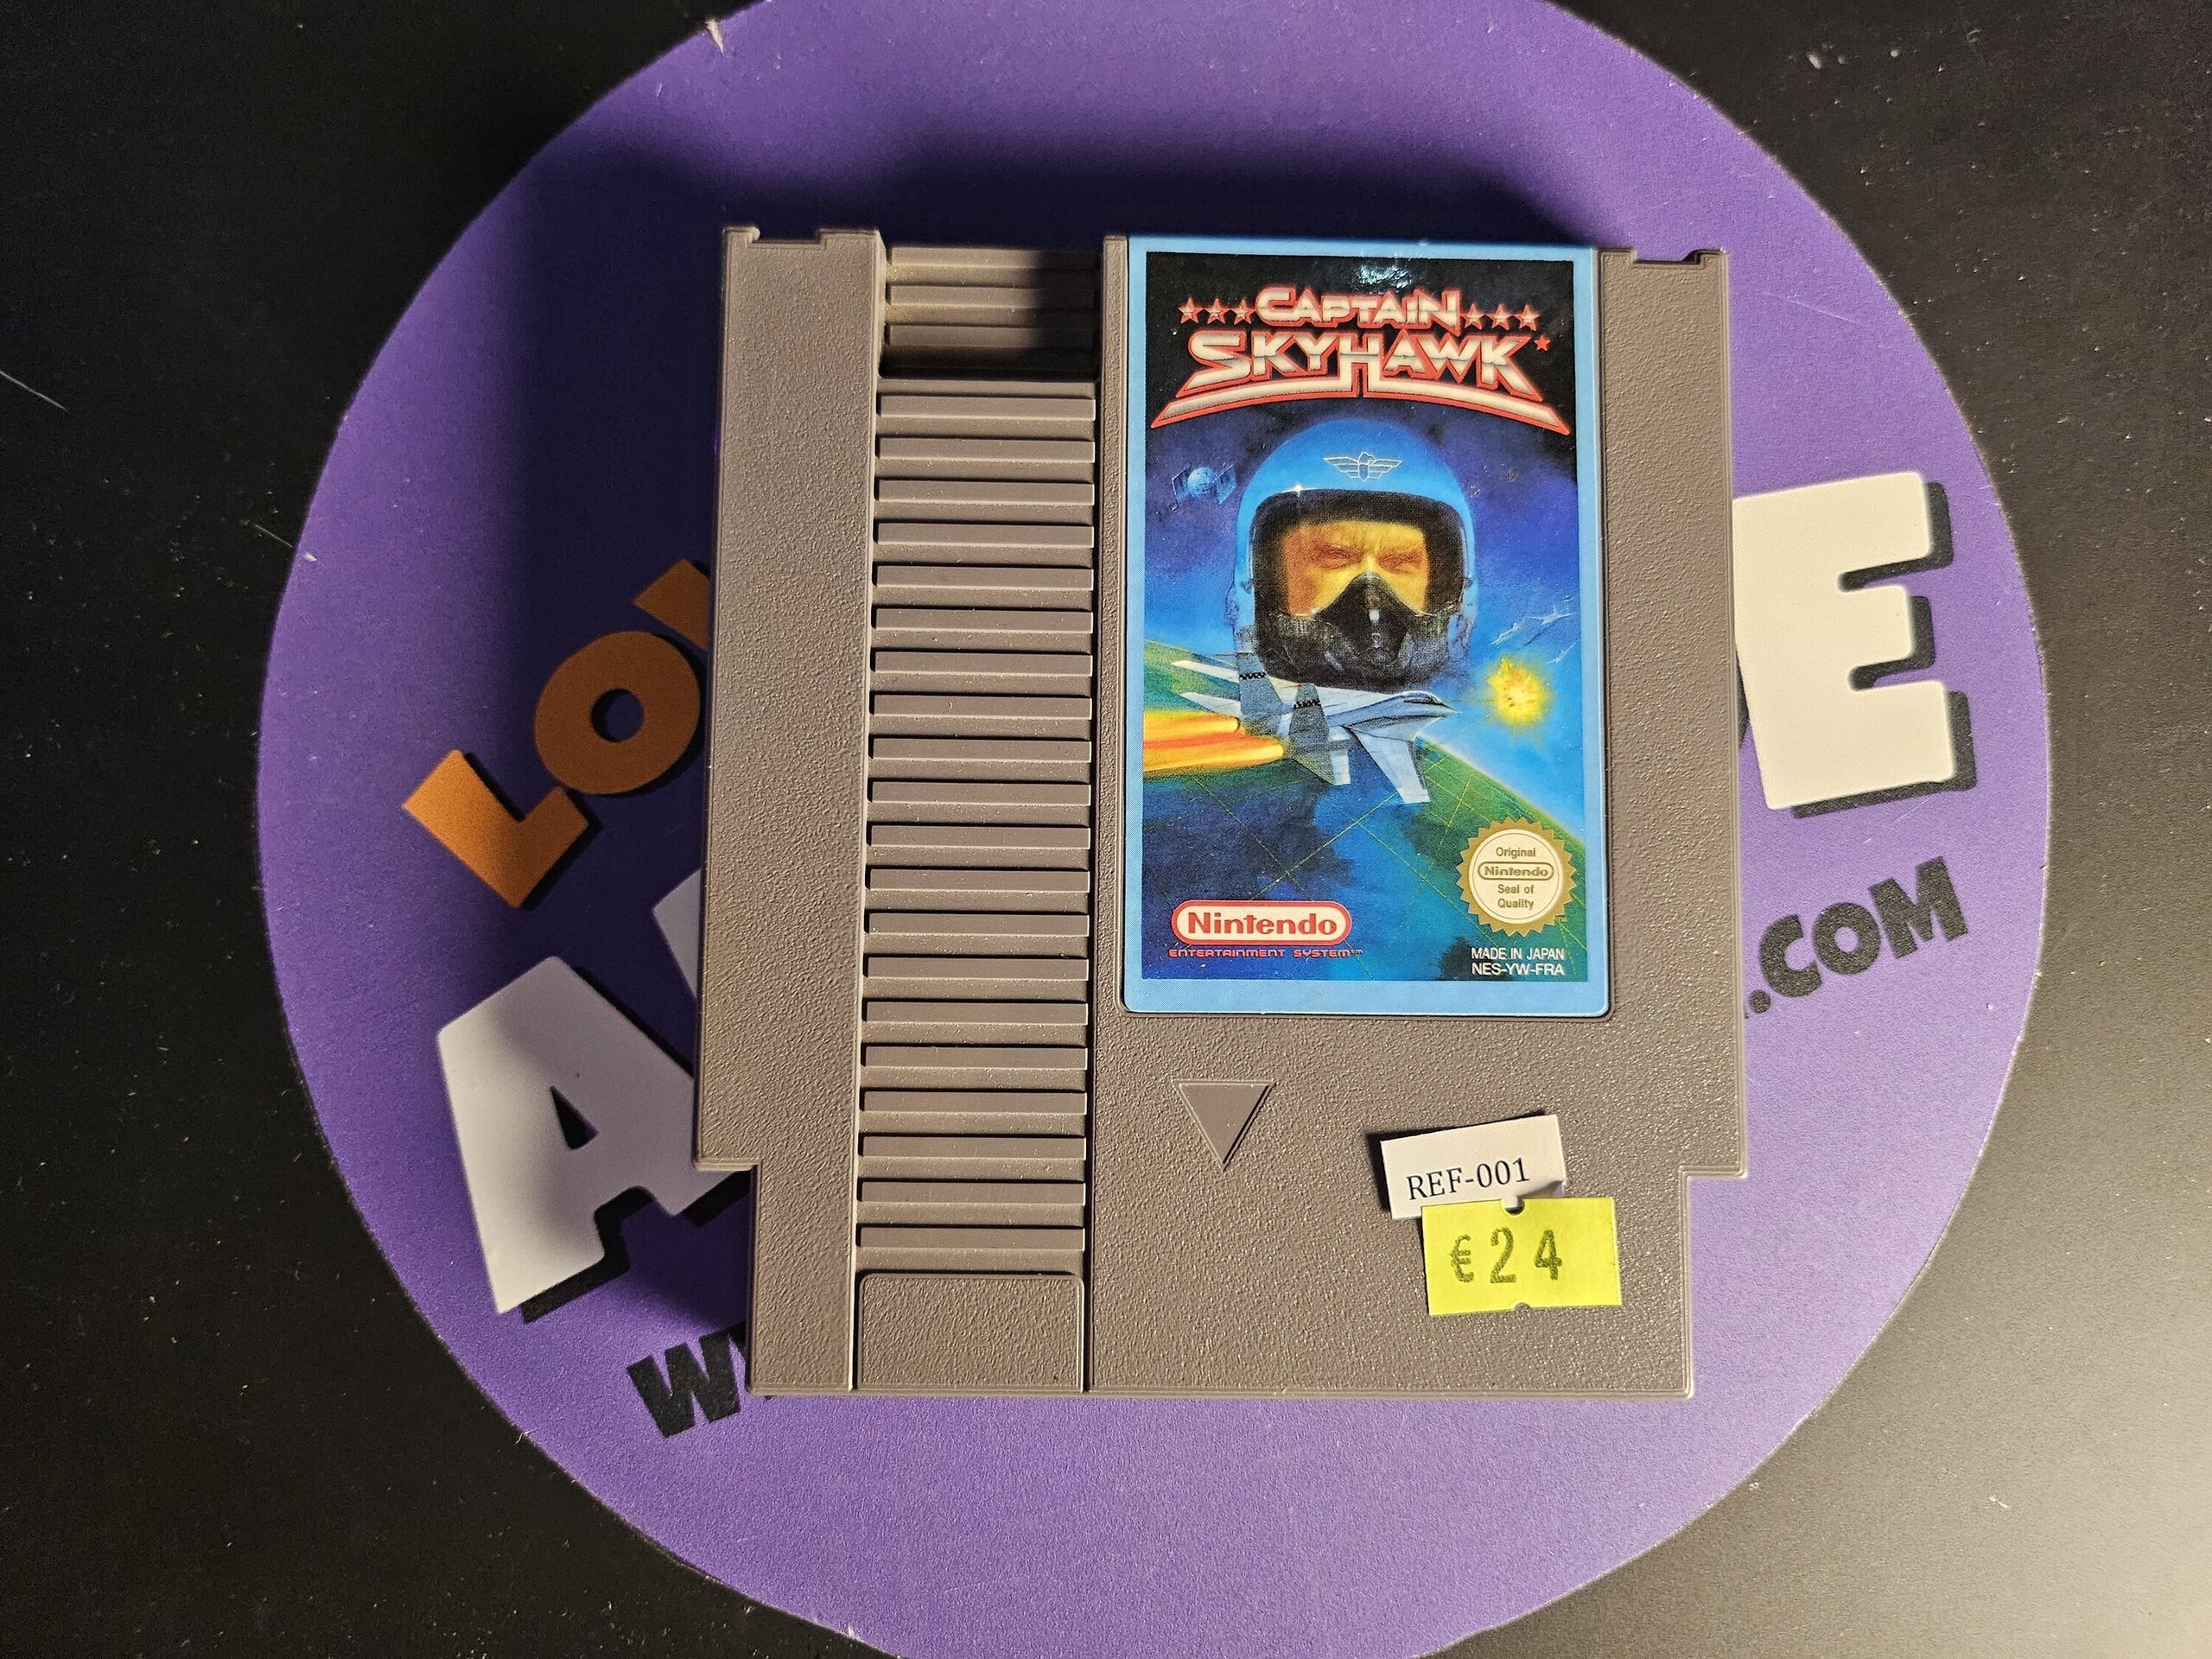 CAPTAIN
SKYHAWK
Original
Nintendo
Seal of
Quality
Nintendo
ENTERTAINMENT SYSTEM™
MADE IN JAPAN
NES-YW-FRA
REF-001
€24
.COM